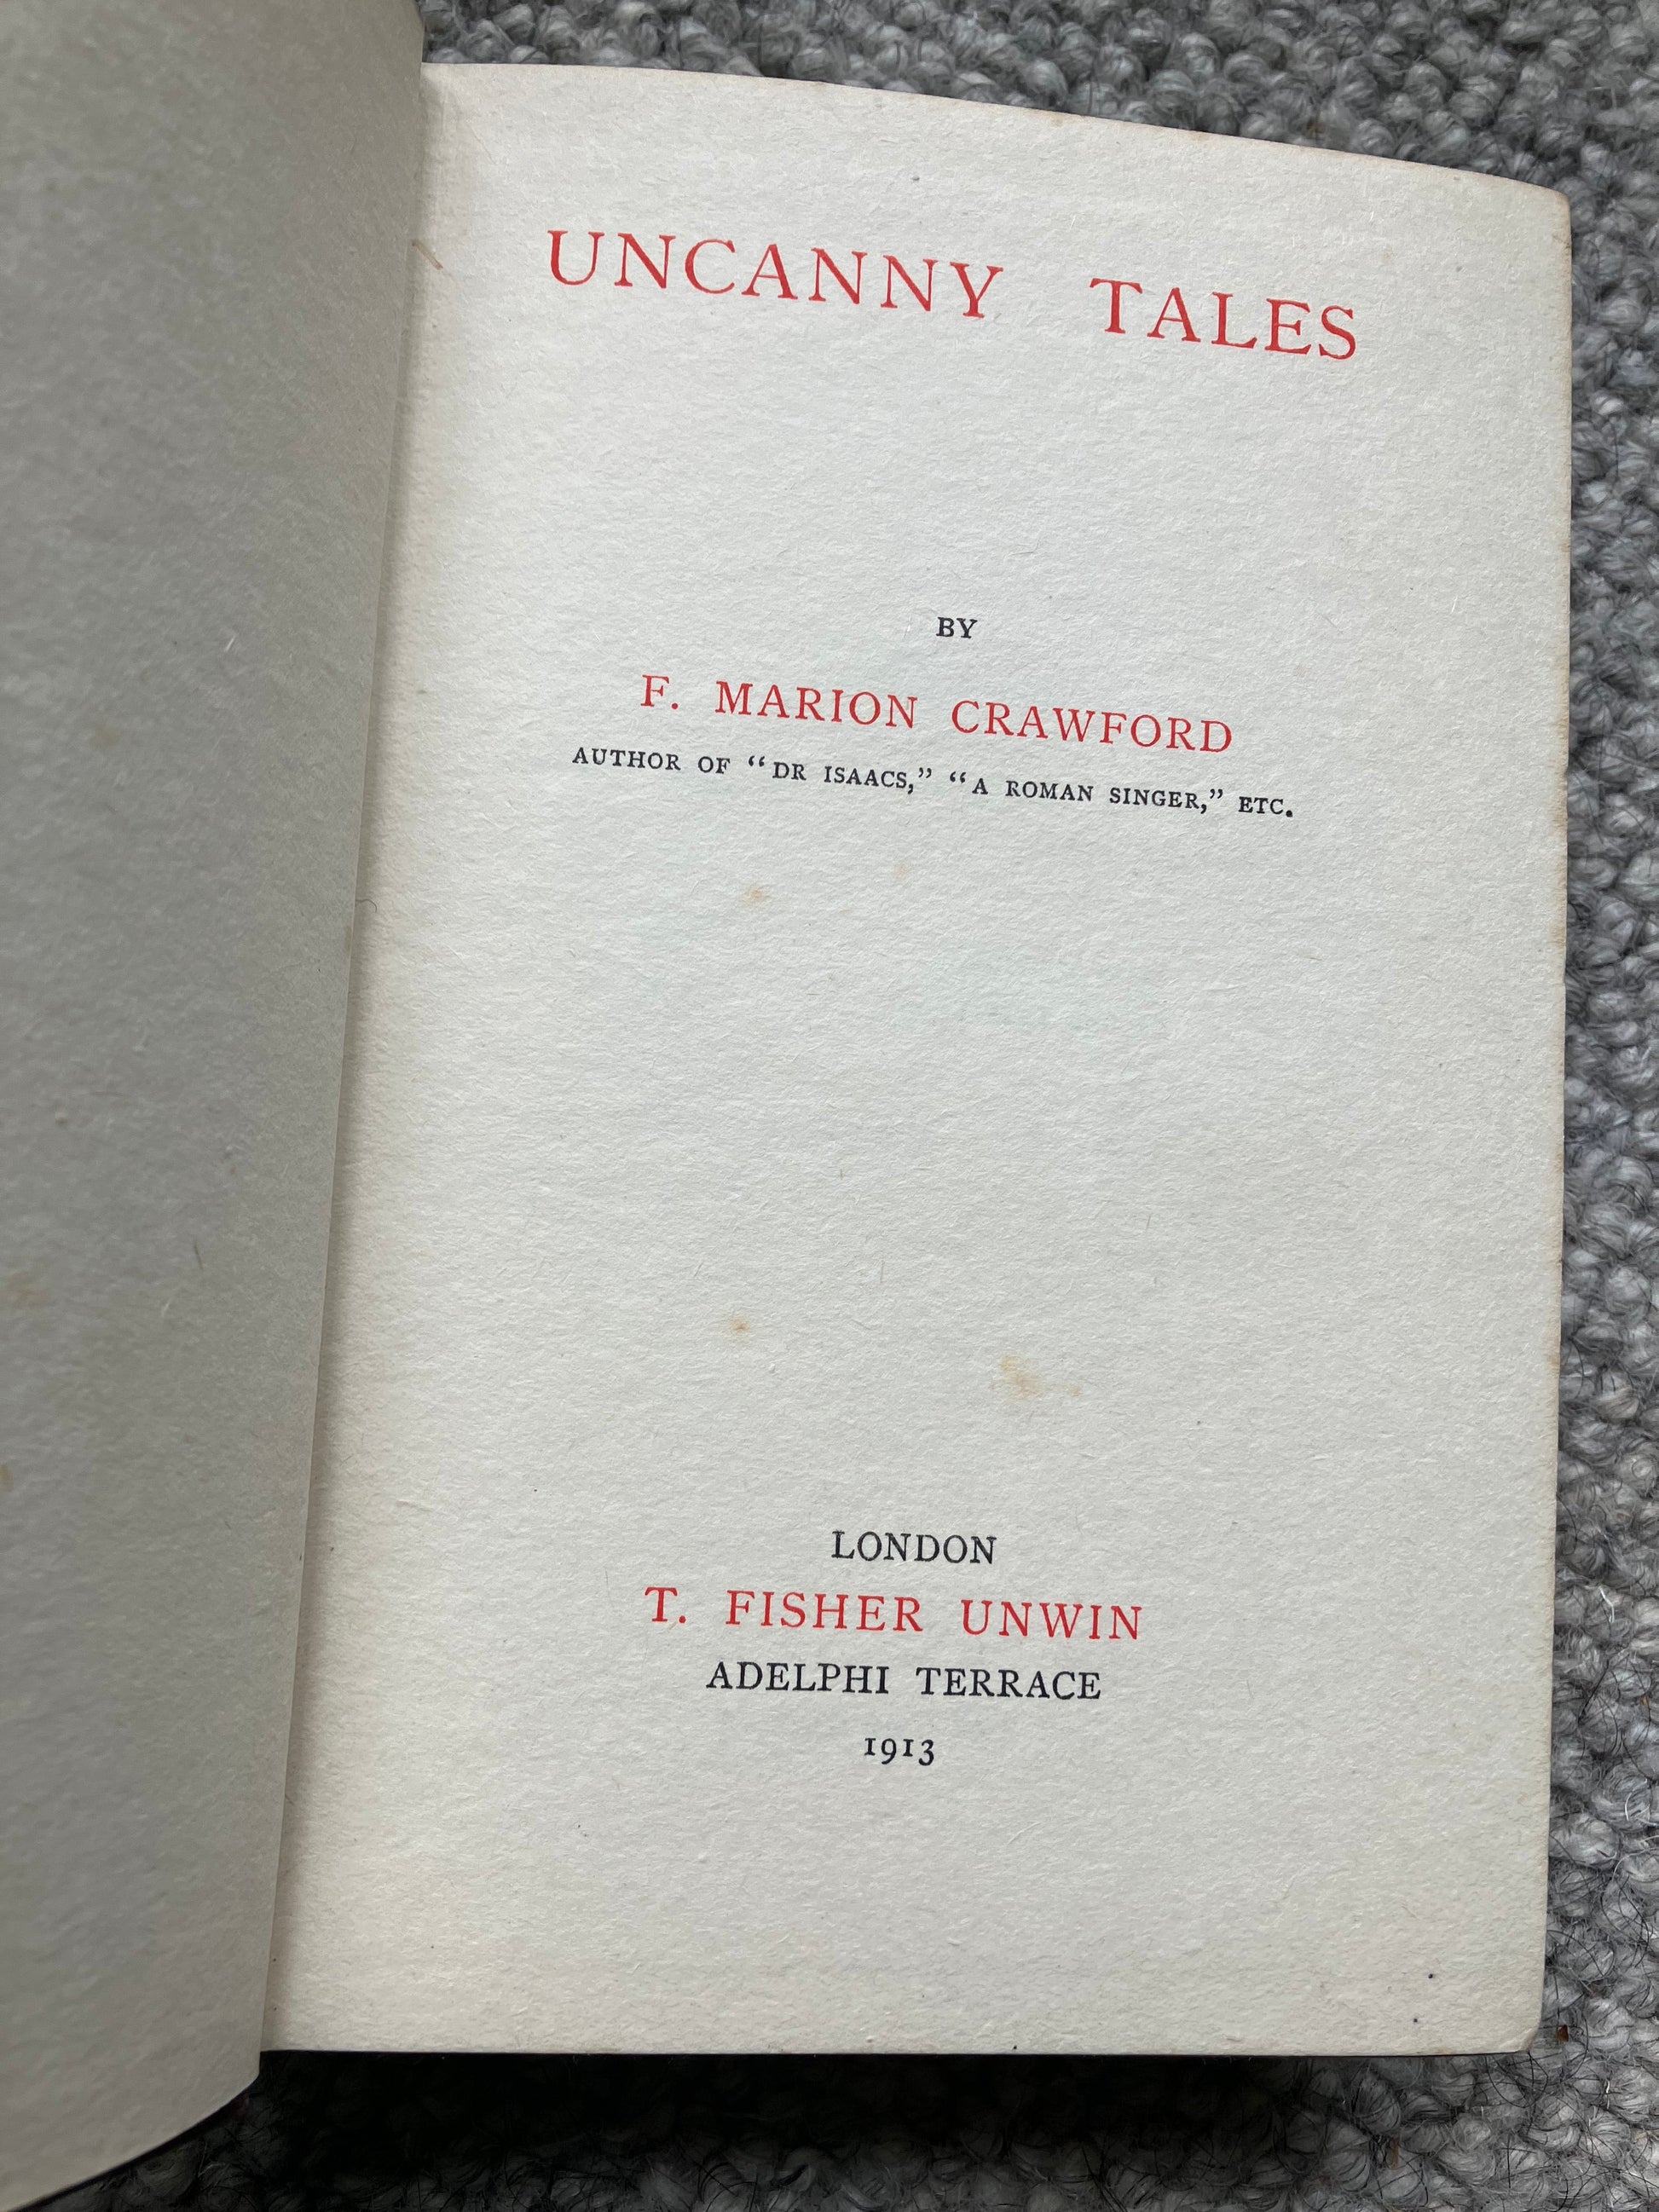 UNCANNY TALES
BY
F. MARION CRAWFORD
AUTHOR OF “DR ISAACS,” “A ROMAN SINGER,” ETC.
LONDON
T. FISHER UNWIN
ADELPHI TERRACE
1913